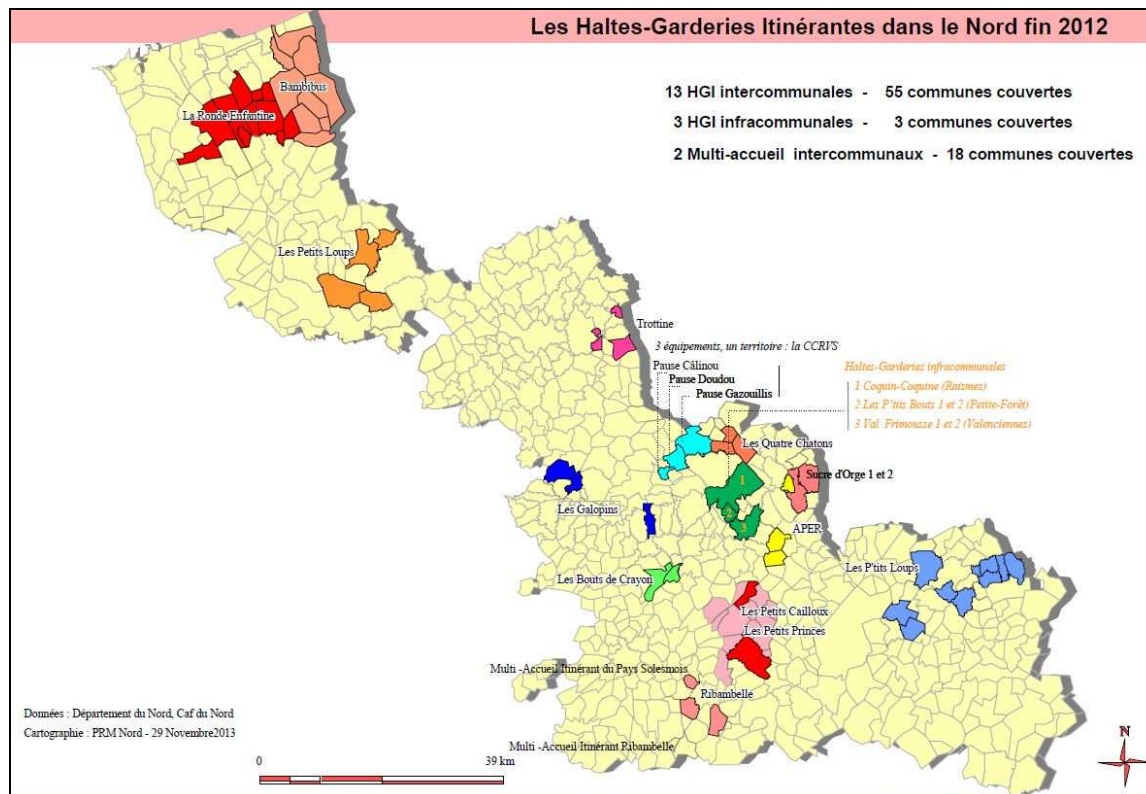 Les Haltes-Garderies Itinérantes dans le Nord fin 2012
13 HGI intercommunales - 55 communes couvertes
3 HGI infracommunales - 3 communes couvertes
2 Multi-accueil intercommunaux - 18 communes couvertes
Bambibus
La Ronde Enfantine
Les Petits Loups
Trottine
3 équipements, un territoire : la CCRVS
Pause Câlinou
Pause Doudou
Pause Gazouillis
Haltes-Garderies infracommunales
1 Coquin-Coquine (Raismes)
2 Les P'tits Bouts 1 et 2 (Petite-Forêt)
3 Val Frimousse 1 et 2 (Valenciennes)
Les Quatre Chatons
Sucre d'Orge 1 et 2
1
2
3
Les Galopins
APER
Les Bouts de Crayon
Les P'tits Loups
Les Petits Cailloux
Les Petits Princes
Multi -Accueil Itinérant du Pays Solesmois
Ribambelle
Multi -Accueil Itinérant Ribambelle
Données : Département du Nord, Caf du Nord
Cartographie : PRM Nord - 29 Novembre2013
0
39 km
N